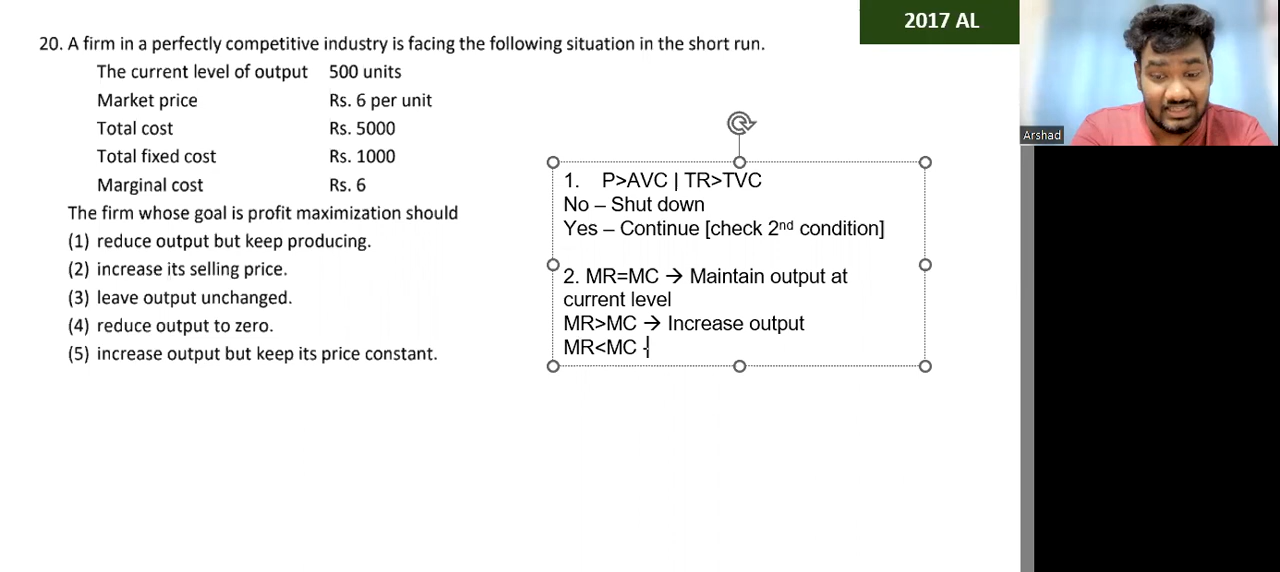 2017 AL
20. A firm in a perfectly competitive industry is facing the following situation in the short run.
The current level of output 500 units
Market price Rs. 6 per unit
Total cost Rs. 5000
Total fixed cost Rs. 1000
Marginal cost Rs. 6
The firm whose goal is profit maximization should
(1) reduce output but keep producing.
(2) increase its selling price.
(3) leave output unchanged.
(4) reduce output to zero.
(5) increase output but keep its price constant.
1. P>AVC | TR>TVC
No – Shut down
Yes – Continue [check 2nd condition]
2. MR=MC → Maintain output at
current level
MR>MC → Increase output
MR<MC -
Arshad